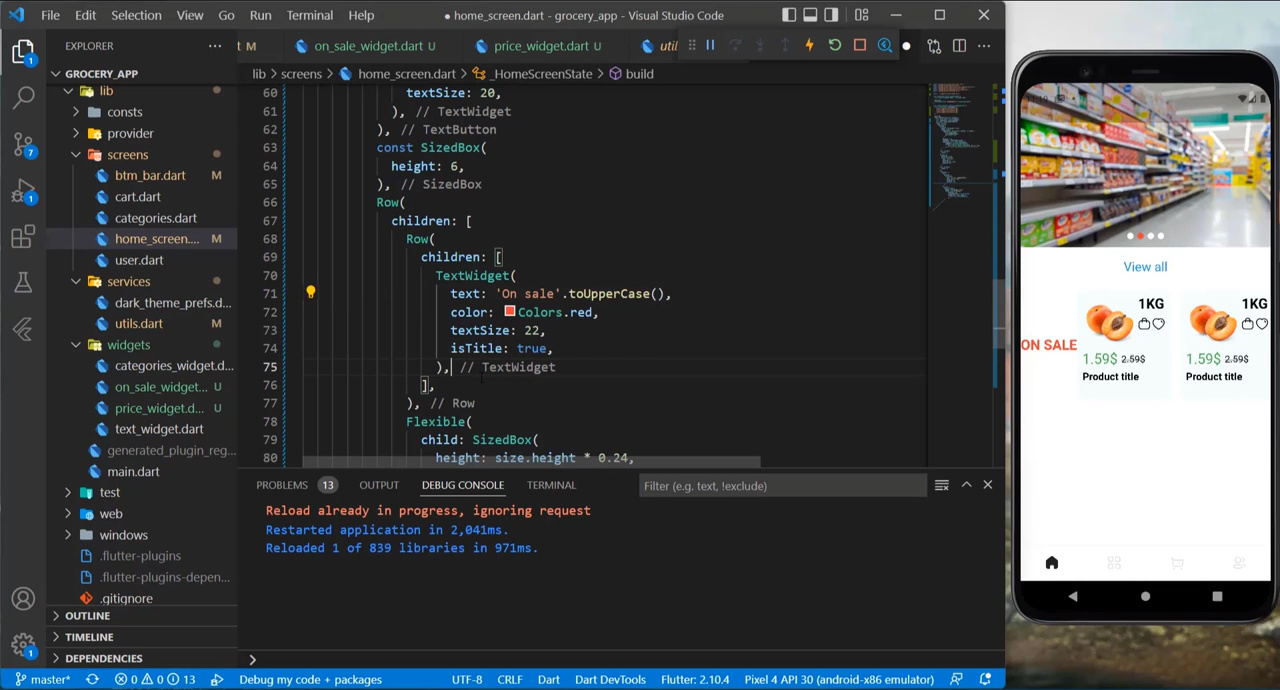 File Edit Selection View Go Run Terminal Help
● home_screen.dart - grocery_app - Visual Studio Code
EXPLORER
M
on_sale_widget.dart U
price_widget.dart U
util
GROCERY_APP
lib
consts
provider
screens
btm_bar.dart M
cart.dart
categories.dart
home_screen.... M
user.dart
services
dark_theme_prefs.d...
utils.dart M
widgets
categories_widget.d...
on_sale_widget... U
price_widget.d... U
text_widget.dart
generated_plugin_reg...
main.dart
test
web
windows
.flutter-plugins
.flutter-plugins-depen...
.gitignore
OUTLINE
TIMELINE
DEPENDENCIES
1
7
1
1
lib > screens > home_screen.dart > _HomeScreenState > build
60 textSize: 20,
61 ), // TextWidget
62 ), // TextButton
63 const SizedBox(
64 height: 6,
65 ), // SizedBox
66 Row(
67 children: [
68 Row(
69 children: [
70 TextWidget(
71 text: 'On sale'.toUpperCase(),
72 color: Colors.red,
73 textSize: 22,
74 isTitle: true,
75 ), // TextWidget
76 ],
77 ), // Row
78 Flexible(
79 child: SizedBox(
80 height: size.height * 0.24,
PROBLEMS 13 OUTPUT DEBUG CONSOLE TERMINAL
Filter (e.g. text, !exclude)
Reload already in progress, ignoring request
Restarted application in 2,041ms.
Reloaded 1 of 839 libraries in 971ms.
master* 0 0 13 Debug my code + packages
UTF-8 CRLF Dart Dart DevTools Flutter: 2.10.4 Pixel 4 API 30 (android-x86 emulator)
View all
ON SALE
1KG
1.59$ 2.59$
Product title
1KG
1.59$ 2.59$
Product title